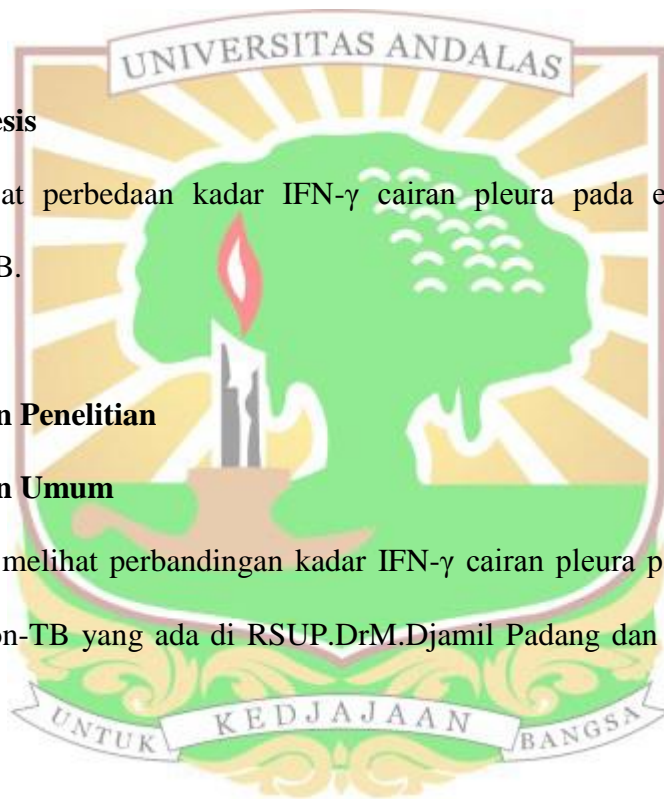 UNIVERSITAS ANDALAS
esis
at perbedaan kadar IFN-γ cairan pleura pada e
B.
n Penelitian
n Umum
melihat perbandingan kadar IFN-γ cairan pleura p
on-TB yang ada di RSUP.DrM.Djamil Padang dan
UNTUK KEDJAJAAN BANGSA